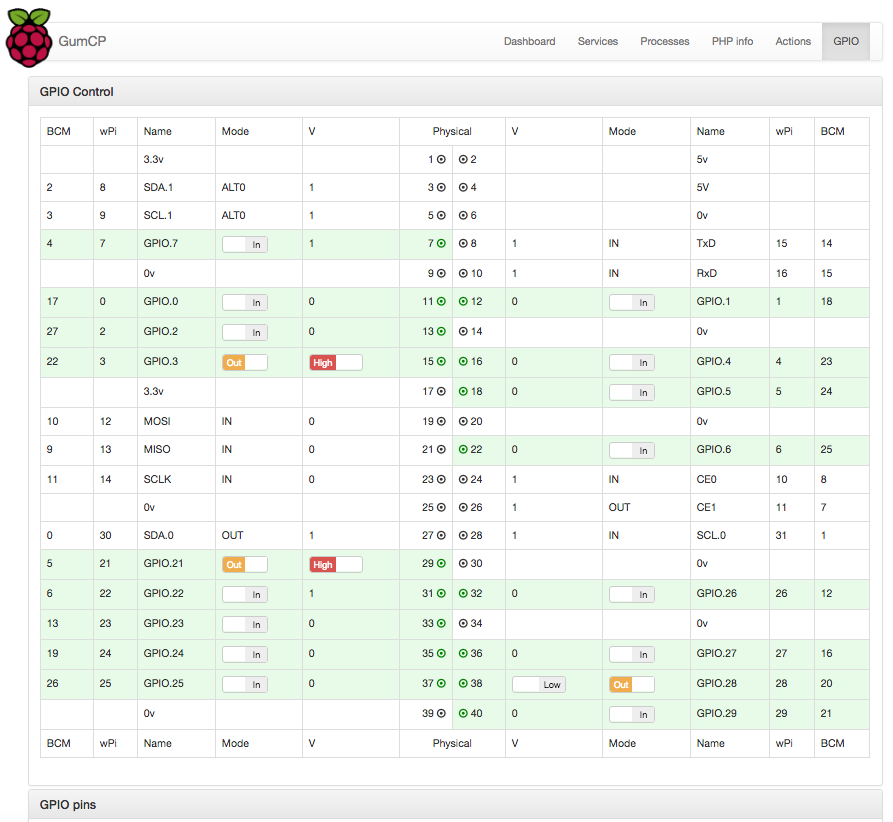 GumCP Dashboard Services Processes PHP info Actions GPIO
GPIO Control
BCM wPi Name Mode V Physical V Mode Name wPi BCM
3.3v 1 2 5v
2 8 SDA.1 ALT0 1 3 4 5V
3 9 SCL.1 ALT0 1 5 6 0v
4 7 GPIO.7 In 1 7 8 1 IN TxD 15 14
0v 9 10 1 IN RxD 16 15
17 0 GPIO.0 In 0 11 12 0 In GPIO.1 1 18
27 2 GPIO.2 In 0 13 14 0v
22 3 GPIO.3 Out High 15 16 0 In GPIO.4 4 23
3.3v 17 18 0 In GPIO.5 5 24
10 12 MOSI IN 0 19 20 0v
9 13 MISO IN 0 21 22 0 In GPIO.6 6 25
11 14 SCLK IN 0 23 24 1 IN CE0 10 8
0v 25 26 1 OUT CE1 11 7
0 30 SDA.0 OUT 1 27 28 1 IN SCL.0 31 1
5 21 GPIO.21 Out High 29 30 0v
6 22 GPIO.22 In 1 31 32 0 In GPIO.26 26 12
13 23 GPIO.23 In 0 33 34 0v
19 24 GPIO.24 In 0 35 36 0 In GPIO.27 27 16
26 25 GPIO.25 In 0 37 38 Low Out GPIO.28 28 20
0v 39 40 0 In GPIO.29 29 21
BCM wPi Name Mode V Physical V Mode Name wPi BCM
GPIO pins